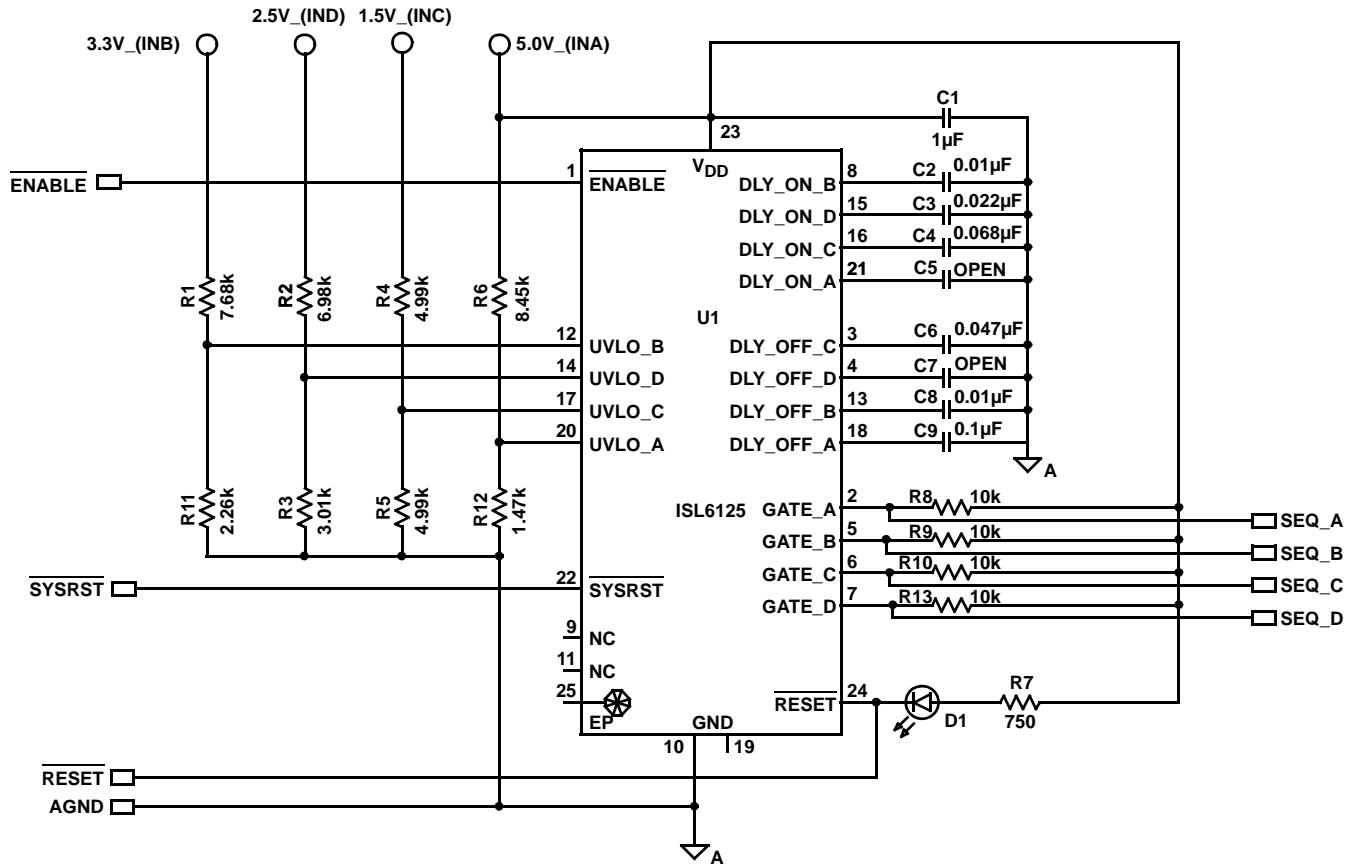 2.5V_(IND) 1.5V_(INC)
3.3V_(INB) 5.0V_(INA)
C1
1µF
23
VDD
ENABLE 1 ENABLE
DLY_ON_B 8 C2 0.01µF
DLY_ON_D 15 C3 0.022µF
DLY_ON_C 16 C4 0.068µF
DLY_ON_A 21 C5 OPEN
R1 7.68k
R2 6.98k
R4 4.99k
R6 8.45k
U1
12 UVLO_B
14 UVLO_D
17 UVLO_C
20 UVLO_A
DLY_OFF_C 3 C6 0.047µF
DLY_OFF_D 4 C7 OPEN
DLY_OFF_B 13 C8 0.01µF
DLY_OFF_A 18 C9 0.1µF
A
R11 2.26k
R3 3.01k
R5 4.99k
R12 1.47k
ISL6125
GATE_A 2 R8 10k SEQ_A
GATE_B 5 R9 10k SEQ_B
GATE_C 6 R10 10k SEQ_C
GATE_D 7 R13 10k SEQ_D
SYSRST 22 SYSRST
9 NC
11 NC
25 EP
RESET 24 D1 R7 750
GND
10 19
RESET
AGND
A